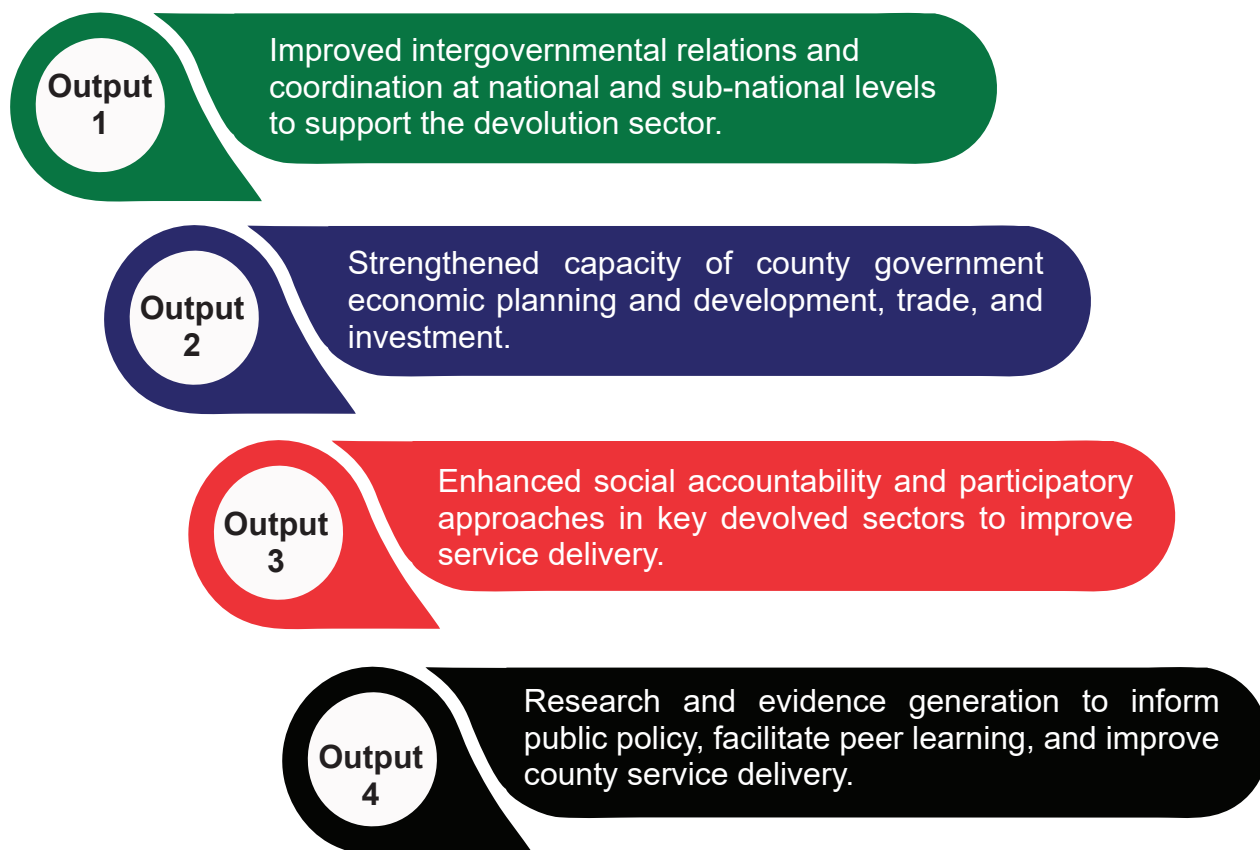 Output
1
Improved intergovernmental relations and
coordination at national and sub-national levels
to support the devolution sector.
Output
2
Strengthened capacity of county government
economic planning and development, trade, and
investment.
Output
3
Enhanced social accountability and participatory
approaches in key devolved sectors to improve
service delivery.
Output
4
Research and evidence generation to inform
public policy, facilitate peer learning, and improve
county service delivery.